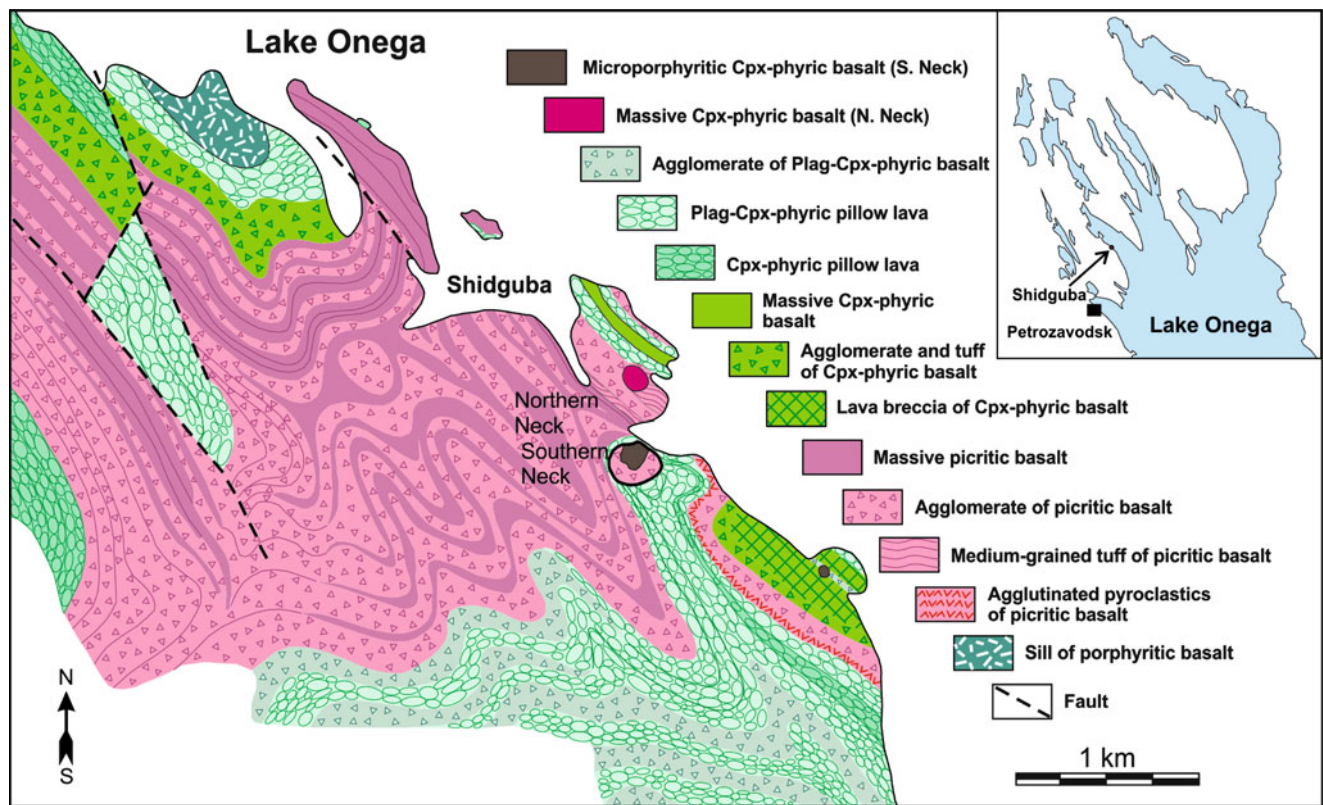 Lake Onega
Microporphyritic Cpx-phyric basalt (S. Neck)
Massive Cpx-phyric basalt (N. Neck)
Agglomerate of Plag-Cpx-phyric basalt
Plag-Cpx-phyric pillow lava
Cpx-phyric pillow lava
Massive Cpx-phyric
basalt
Agglomerate and tuff
of Cpx-phyric basalt
Lava breccia of Cpx-phyric basalt
Massive picritic basalt
Agglomerate of picritic basalt
Medium-grained tuff of picritic basalt
Agglutinated pyroclastics
of picritic basalt
Sill of porphyritic basalt
Fault
Shidguba
Northern
Neck
Southern
Neck
Shidguba
Petrozavodsk
Lake Onega
N
S
1 km